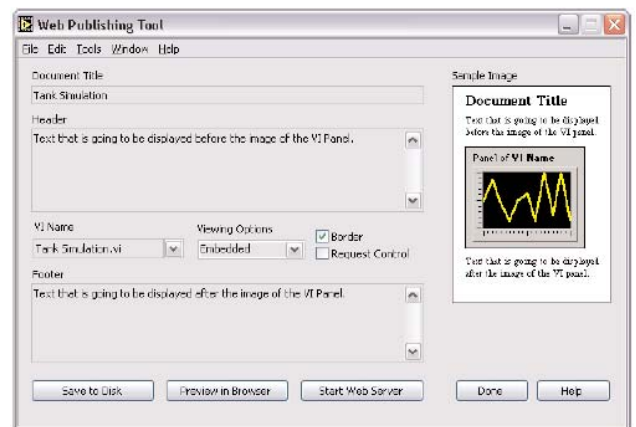 Web Publishing Tool
File Edit Tools Window Help
Document Title
Tank Simulation
Header
Text that is going to be displayed before the image of the VI Panel.
VI Name
Tank Simulation.vi
Viewing Options
Embedded
Border
Request Control
Footer
Text that is going to be displayed after the image of the VI Panel.
Save to Disk
Preview in Browser
Start Web Server
Sample Image
Document Title
Text that is going to be displayed
before the image of the VI panel.
Panel of VI Name
Text that is going to be displayed
after the image of the VI panel.
Done
Help